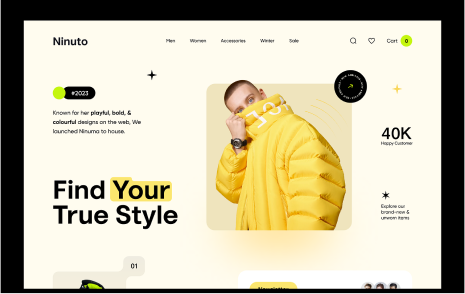 Ninuto
Men Women Accessories Winter Sale
Cart 0
#2023
Known for her playful, bold, &
colourful designs on the web, We
launched Ninuma to house.
40K
Happy Customer
Find Your
True Style
Explore our
brand-new &
unworn items
01
Newsletter